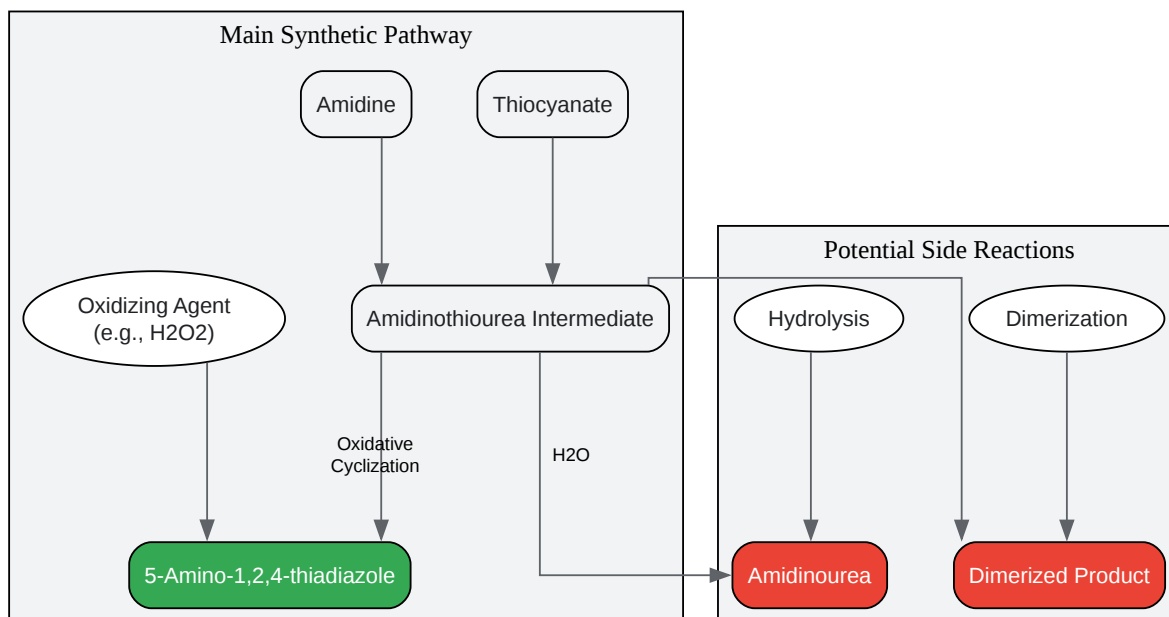 Main Synthetic Pathway
Amidine
Thiocyanate
Potential Side Reactions
Oxidizing Agent
(e.g., H2O2)
Amidinothiourea Intermediate
Hydrolysis
Dimerization
Oxidative
Cyclization
H2O
5-Amino-1,2,4-thiadiazole
Amidinourea
Dimerized Product